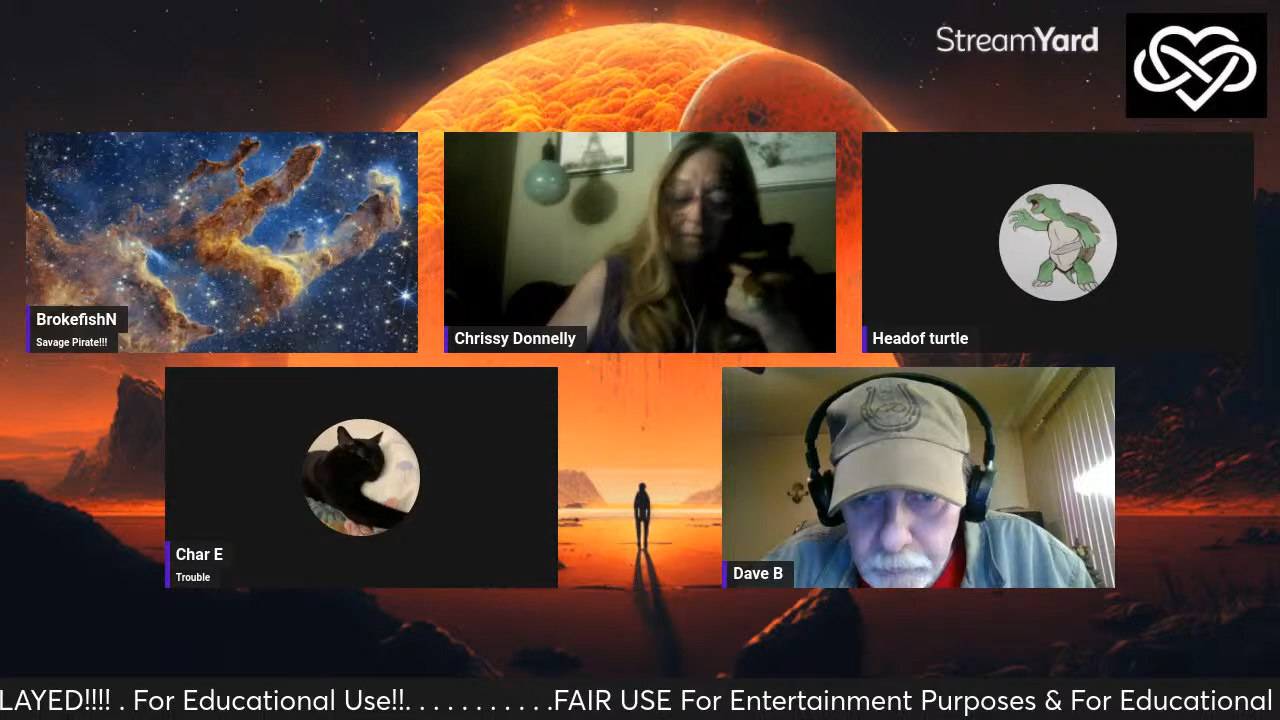 StreamYard
BrokefishN
Savage Pirate!!!
Chrissy Donnelly
Headof turtle
Char E
Trouble
Dave B
LAYED!!!! . For Educational Use!!. . . . . . . . . . .FAIR USE For Entertainment Purposes & For Educational